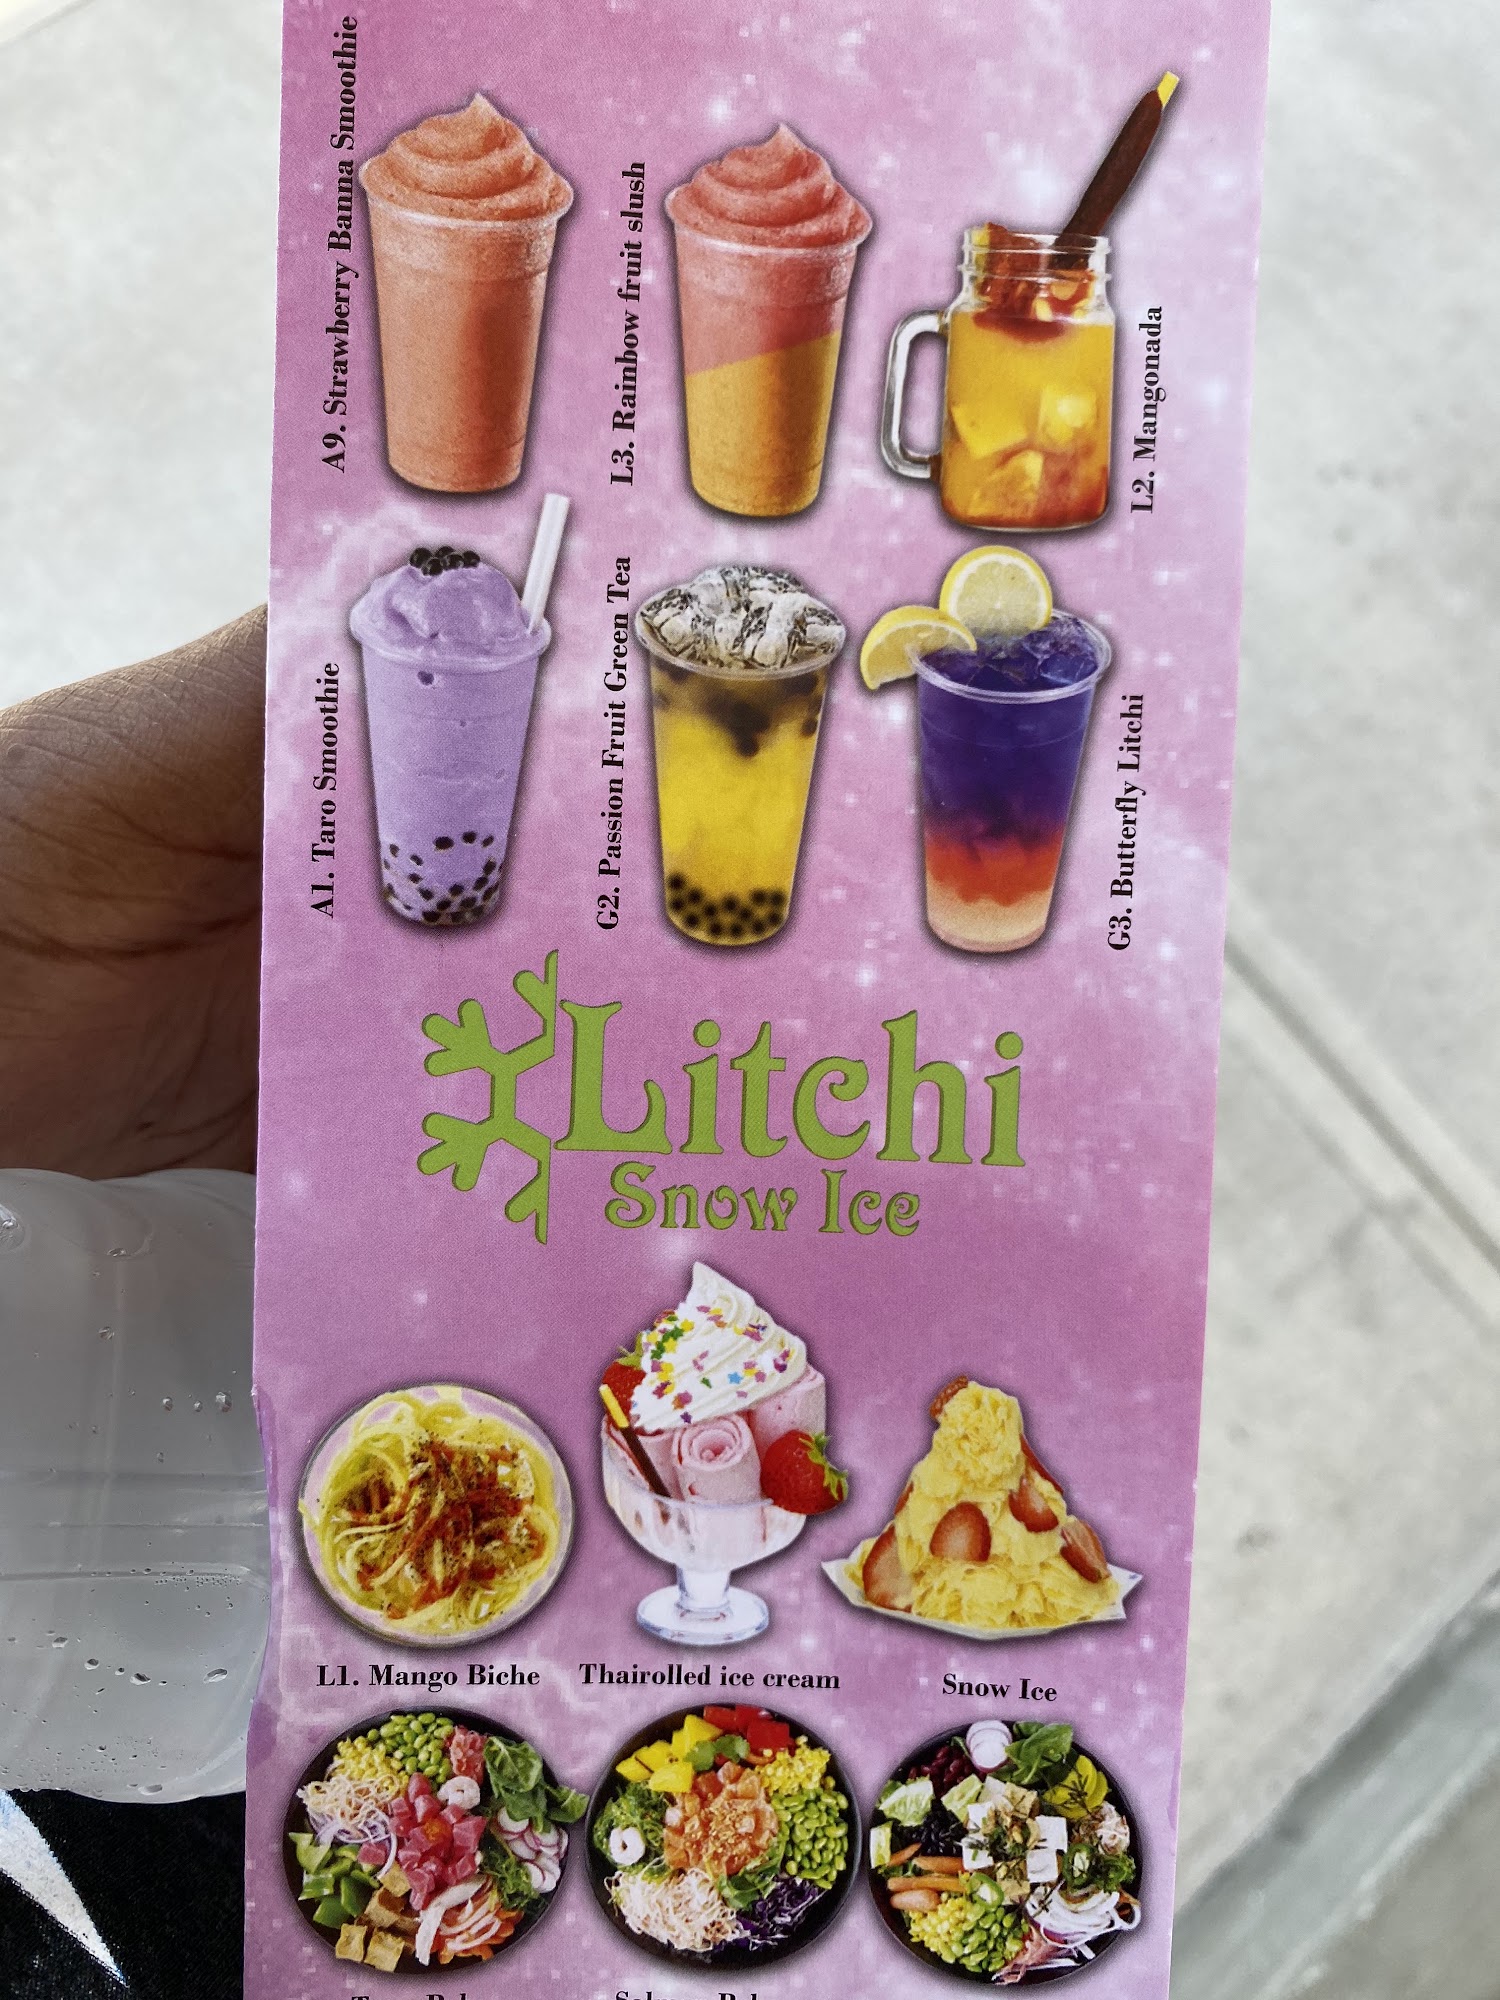 A9. Strawberry Banna Smoothie
L3. Rainbow fruit slush
L2. Mangonada
A1. Taro Smoothie
G2. Passion Fruit Green Tea
G3. Butterfly Litchi
Litchi
Snow Ice
L1. Mango Biche
Thairolled ice cream
Snow Ice